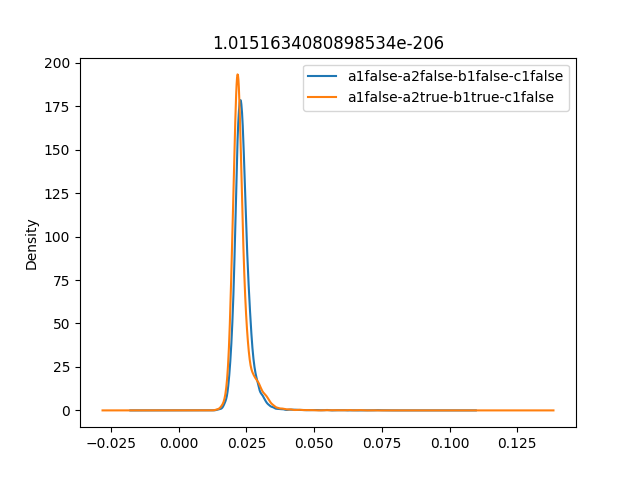 1.0151634080898534e-206
a1false-a2false-b1false-c1false
a1false-a2true-b1true-c1false
Density
200
175
150
125
100
75
50
25
0
−0.025 0.000 0.025 0.050 0.075 0.100 0.125